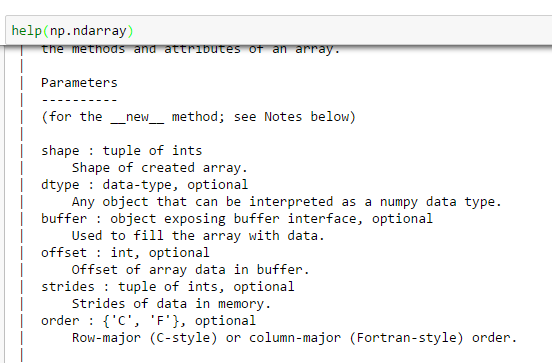 help(np.ndarray)
the methods and attributes of an array.
Parameters
----------
(for the __new__ method; see Notes below)
shape : tuple of ints
Shape of created array.
dtype : data-type, optional
Any object that can be interpreted as a numpy data type.
buffer : object exposing buffer interface, optional
Used to fill the array with data.
offset : int, optional
Offset of array data in buffer.
strides : tuple of ints, optional
Strides of data in memory.
order : {'C', 'F'}, optional
Row-major (C-style) or column-major (Fortran-style) order.